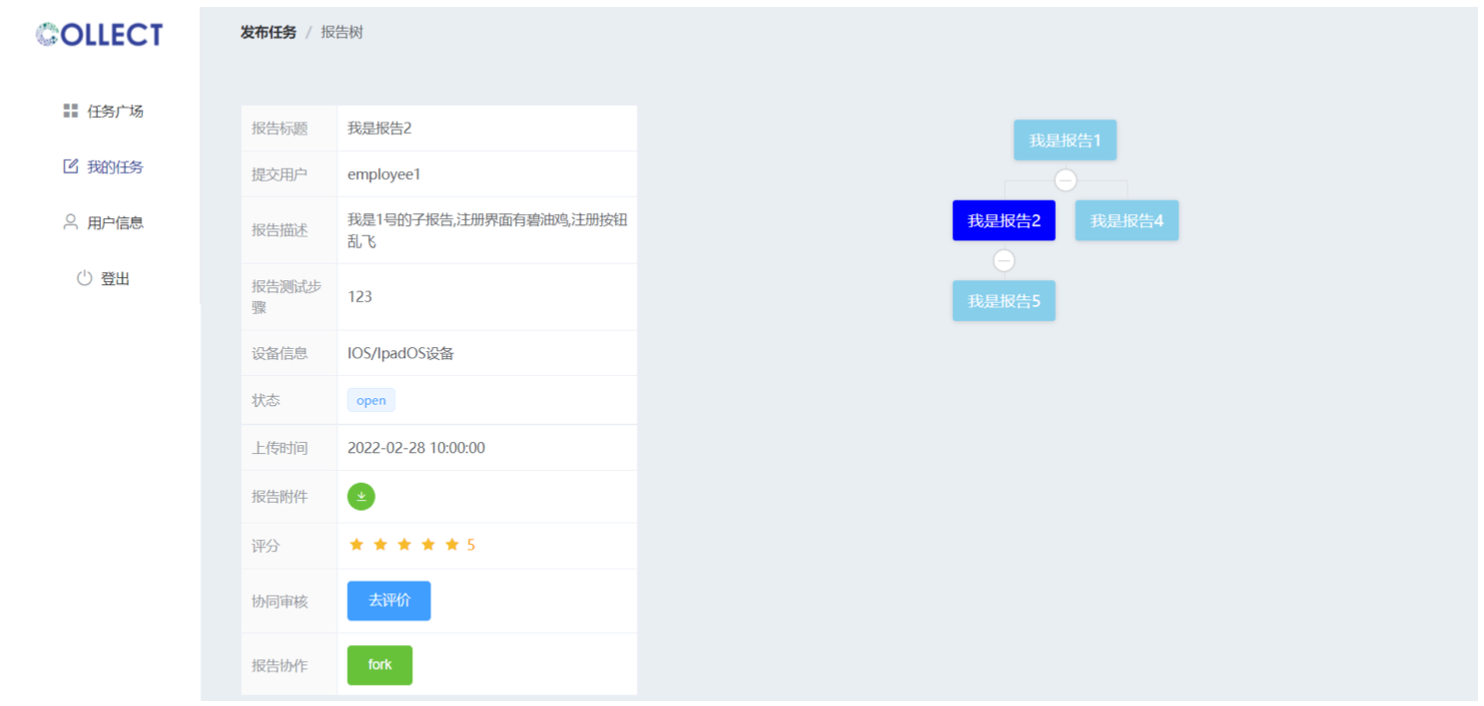 COLLECT
任务广场
我的任务
用户信息
登出
发布任务 / 报告树
报告标题 我是报告2
提交用户 employee1
报告描述 我是1号的子报告,注册界面有碧油鸡,注册按钮
乱飞
报告测试步
骤 123
设备信息 IOS/IpadOS设备
状态 open
上传时间 2022-02-28 10:00:00
报告附件
评分 5
协同审核 去评价
报告协作 fork
我是报告1
我是报告2 我是报告4
我是报告5